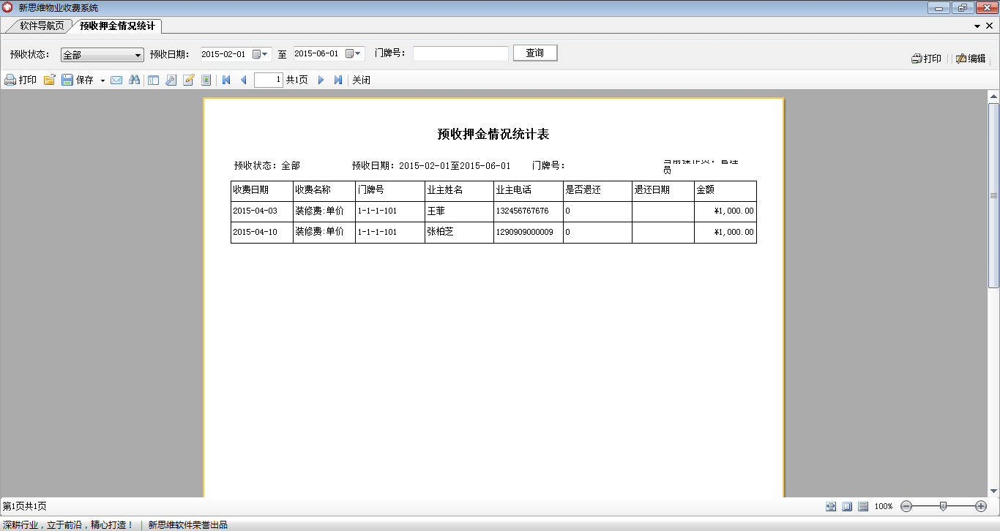 新思维物业收费系统
软件导航页 预收押金情况统计
预收状态： 全部 预收日期： 2015-02-01 至 2015-06-01 门牌号： 查询
打印 编辑
打印 保存 1 共1页 关闭
预收押金情况统计表
预收状态：全部 预收日期：2015-02-01至2015-06-01 门牌号： 当前操作员：管理
员
收费日期 收费名称 门牌号 业主姓名 业主电话 是否退还 退还日期 金额
2015-04-03 装修费:单价 1-1-1-101 王菲 132456767676 0 ¥1,000.00
2015-04-10 装修费:单价 1-1-1-101 张柏芝 1290909000009 0 ¥1,000.00
第1页共1页 100%
深耕行业，立于前沿，精心打造！ | 新思维软件荣誉出品